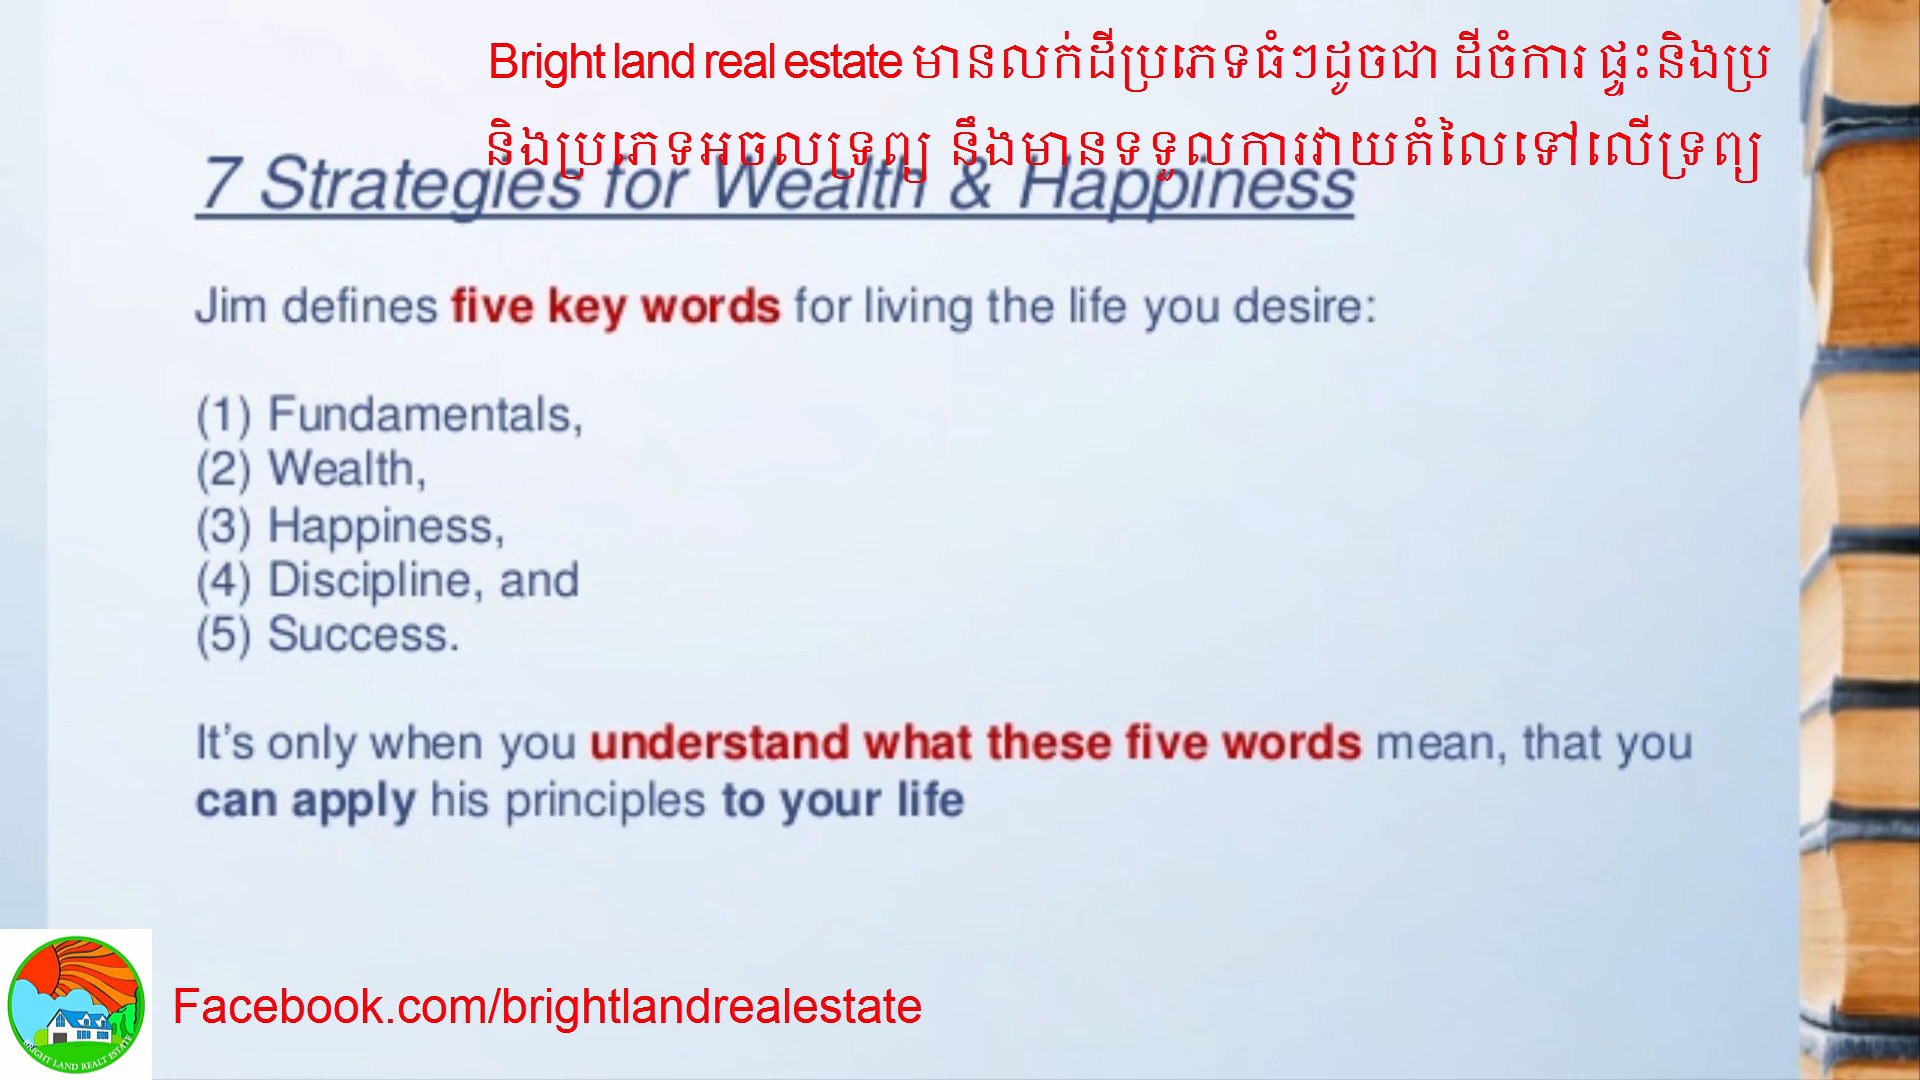 Bright land real estate មានលក់ដីប្រភេទធំៗដូចជា ដីចំការ ផ្ទះនិងប្រ
និងប្រភេទអចលទ្រព្យ នឹងមានទទួលការវាយតំលៃទៅលើទ្រព្យ
7 Strategies for Wealth & Happiness
Jim defines five key words for living the life you desire:
(1) Fundamentals,
(2) Wealth,
(3) Happiness,
(4) Discipline, and
(5) Success.
It's only when you understand what these five words mean, that you
can apply his principles to your life
Facebook.com/brightlandrealestate
BRIGHT LAND REALT ESTATE